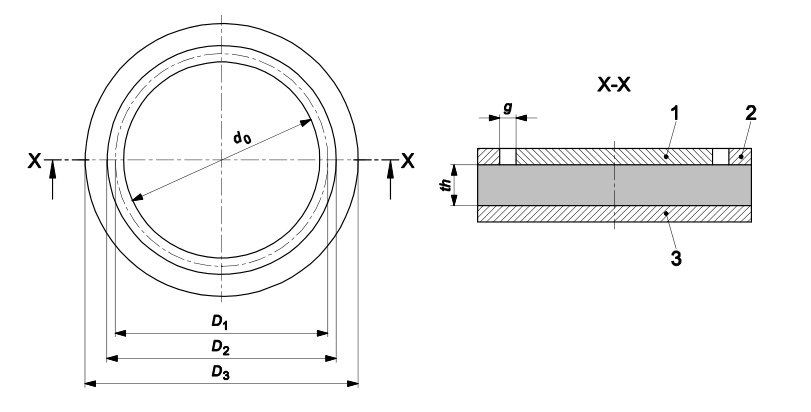 X-X
g
1
2
d₀
X
X
th
3
D₁
D₂
D₃